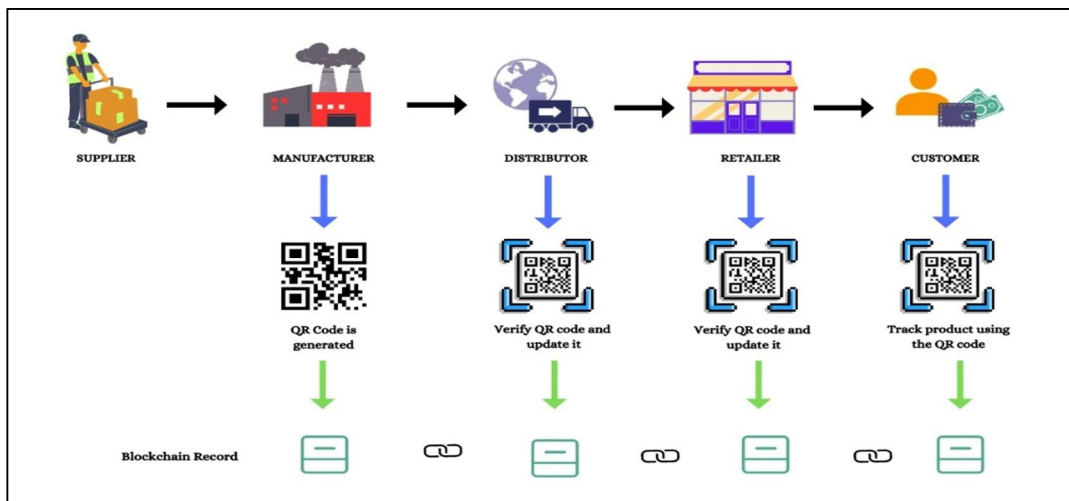 SUPPLIER
MANUFACTURER
DISTRIBUTOR
RETAILER
CUSTOMER
QR Code is
generated
Verify QR code and
update it
Verify QR code and
update it
Track product using
the QR code
Blockchain Record